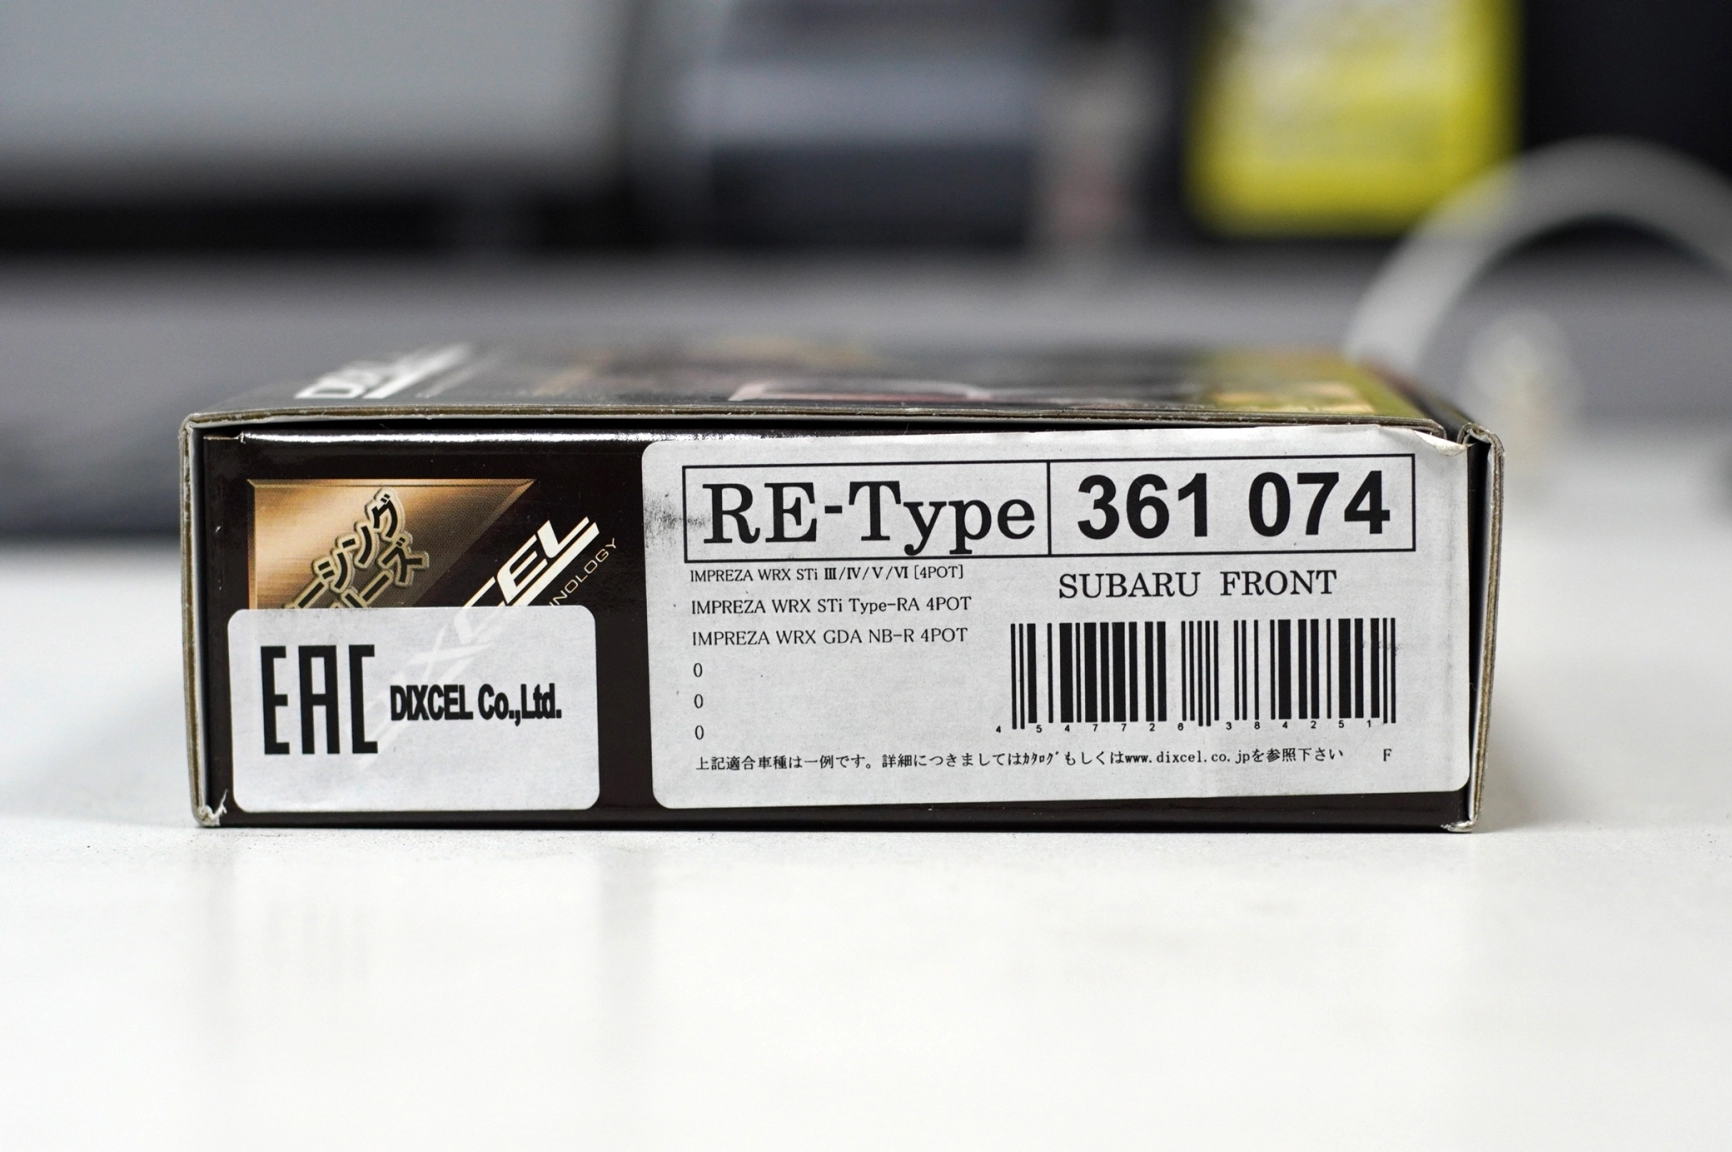 RE-Type
361 074
IMPREZA WRX STi Ⅲ/Ⅳ/Ⅴ/Ⅵ [4POT]
SUBARU FRONT
IMPREZA WRX STi Type-RA 4POT
IMPREZA WRX GDA NB-R 4POT
0
0
0
4 547726 384251
上記適合車種は一例です。詳細につきましてはｶﾀﾛｸﾞもしくはwww.dixcel.co.jpを参照下さい F
EAC DIXCEL Co.,Ltd.